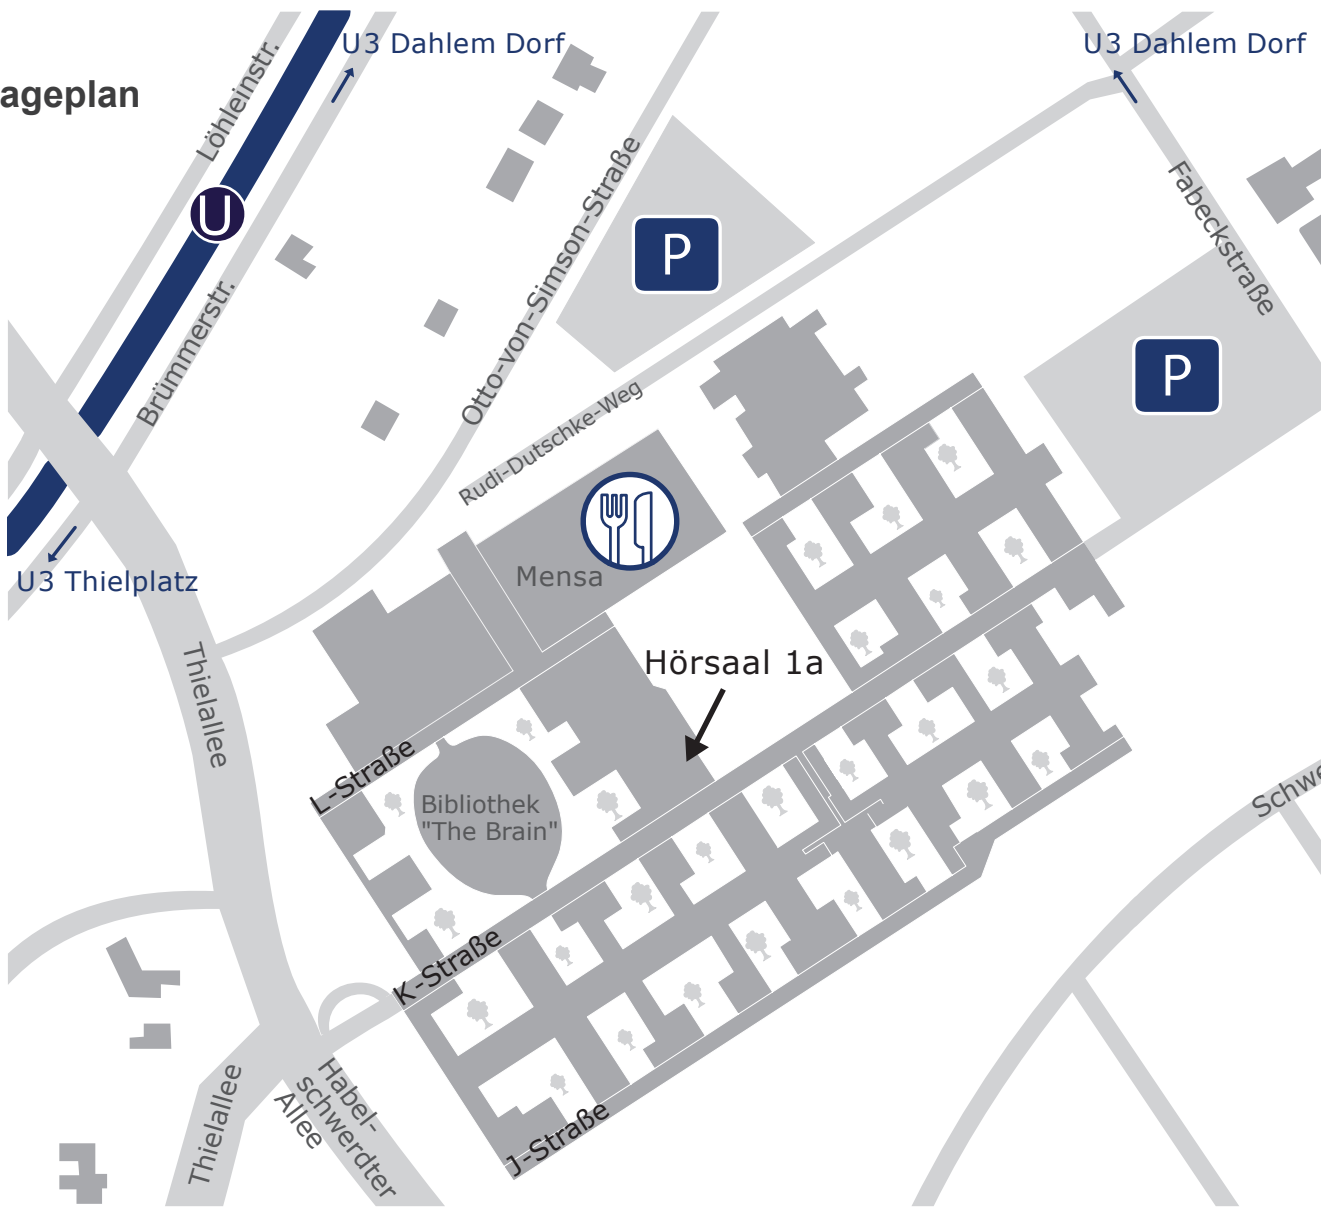 U3 Dahlem Dorf
U3 Dahlem Dorf
ageplan
Löhleinstr.
U
Otto-von-Simson-Straße
P
Fabeckstraße
Brümmerstr.
P
Rudi-Dutschke-Weg
Mensa
U3 Thielplatz
Hörsaal 1a
Thielallee
L-Straße
Bibliothek
"The Brain"
Schwe
K-Straße
Thielallee
Habel-
schwerdter
Allee
J-Straße